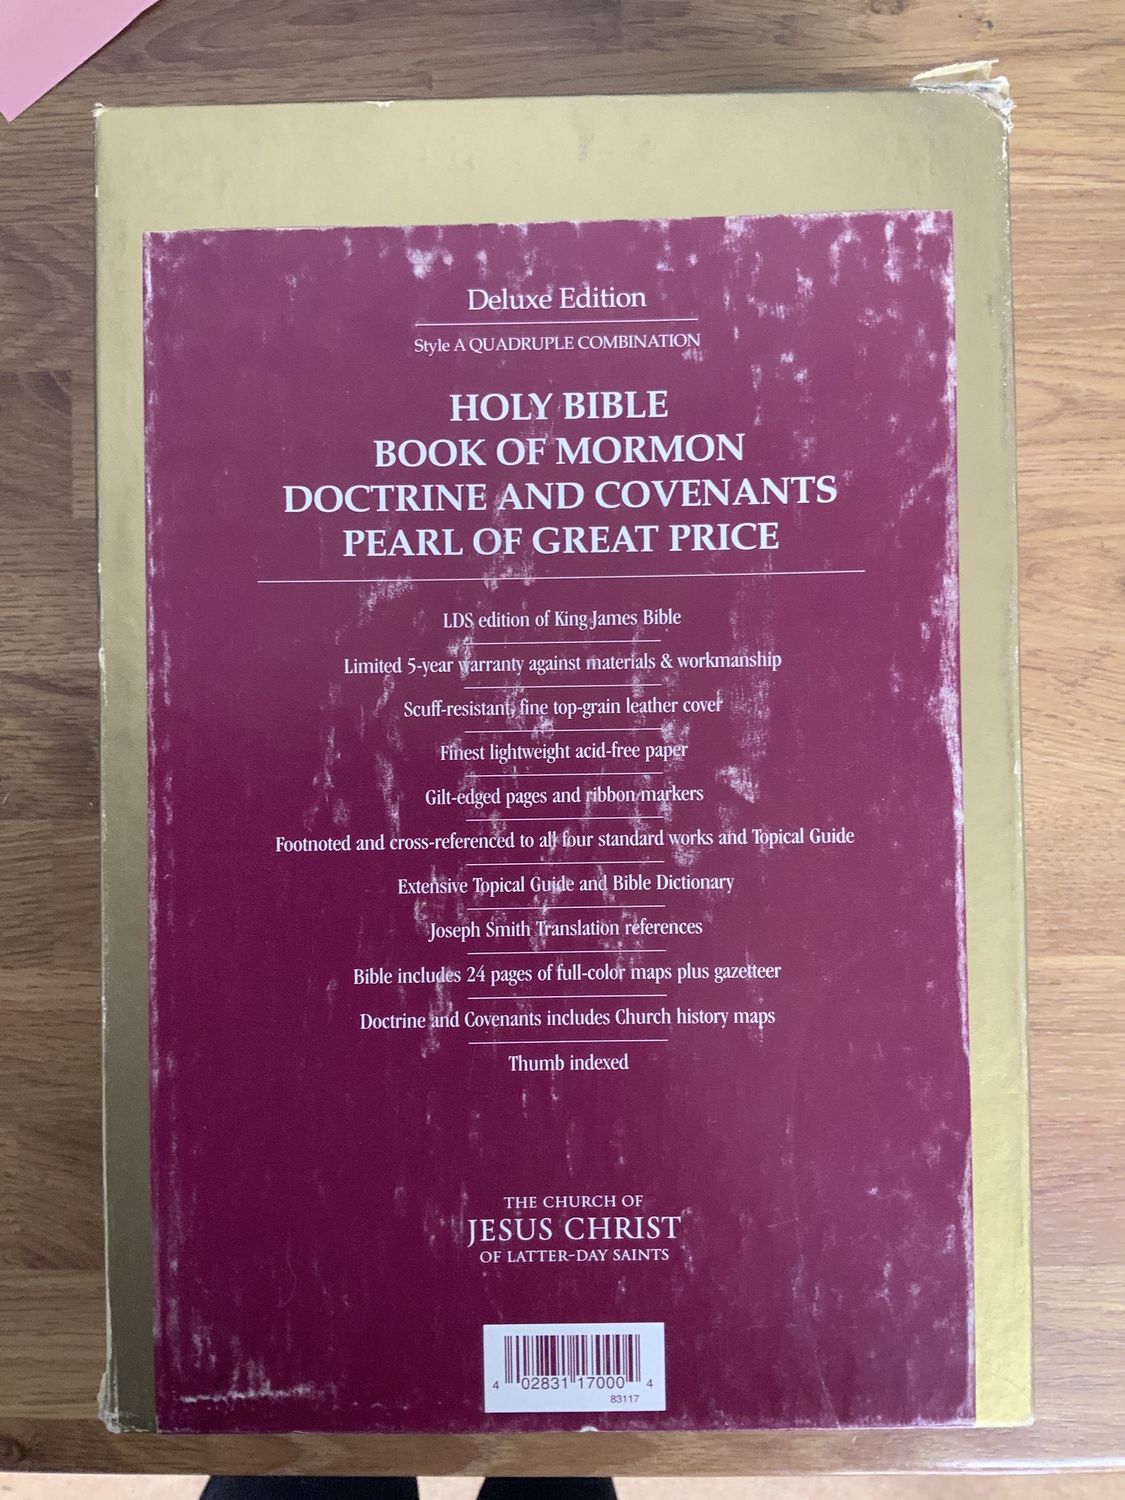 Deluxe Edition
Style A QUADRUPLE COMBINATION
HOLY BIBLE
BOOK OF MORMON
DOCTRINE AND COVENANTS
PEARL OF GREAT PRICE
LDS edition of King James Bible
Limited 5-year warranty against materials & workmanship
Scuff-resistant, fine top-grain leather cover
Finest lightweight acid-free paper
Gilt-edged pages and ribbon markers
Footnoted and cross-referenced to all four standard works and Topical Guide
Extensive Topical Guide and Bible Dictionary
Joseph Smith Translation references
Bible includes 24 pages of full-color maps plus gazetteer
Doctrine and Covenants includes Church history maps
Thumb indexed
THE CHURCH OF
JESUS CHRIST
OF LATTER-DAY SAINTS
4 02831 17000 4
83117